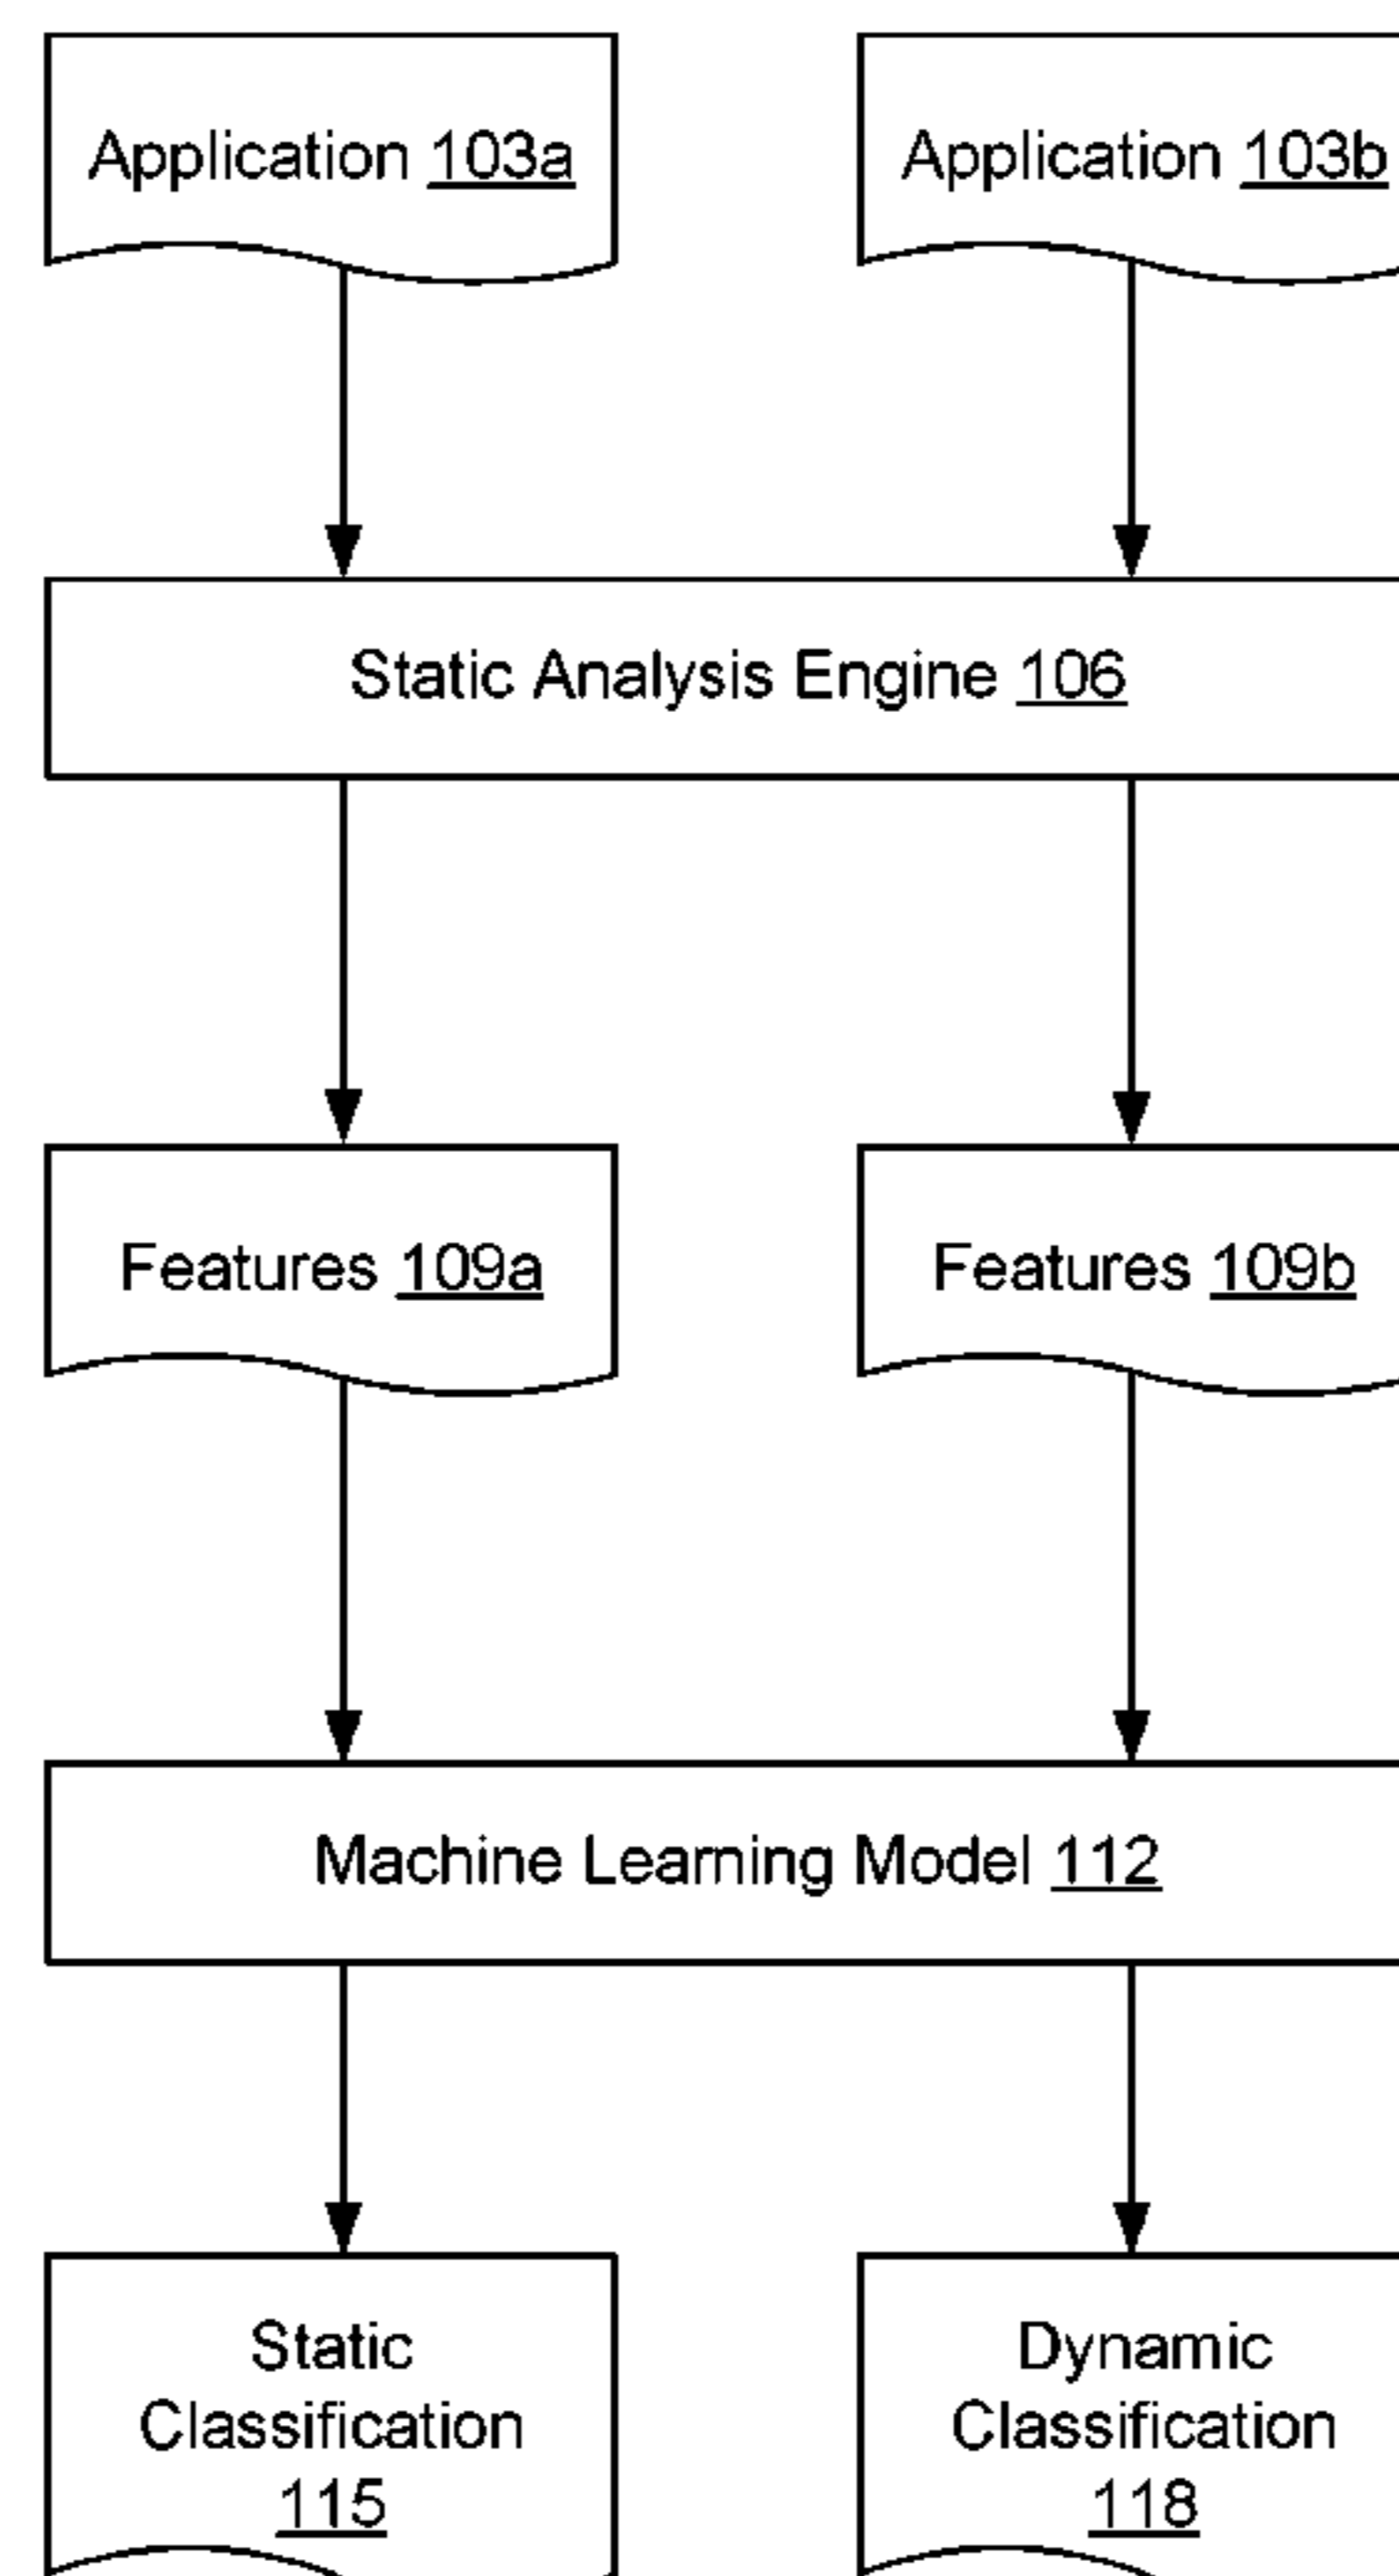 Application 103a
Application 103b
Static Analysis Engine 106
Features 109a
Features 109b
Machine Learning Model 112
Static
Classification
115
Dynamic
Classification
118